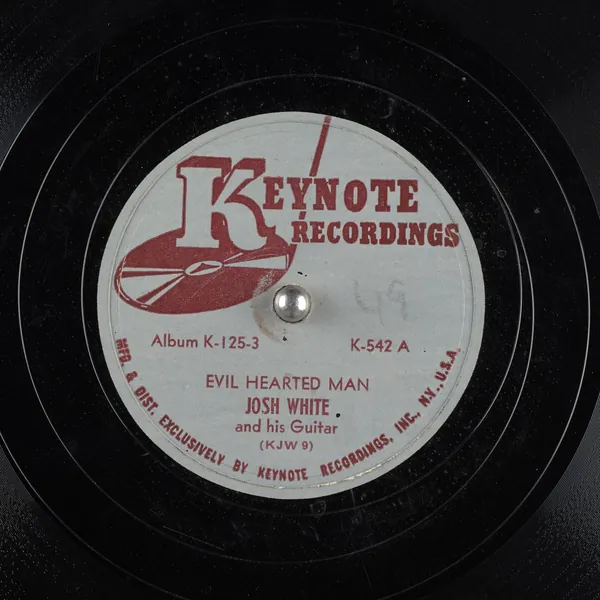 KEYNOTE
RECORDINGS
49
Album K-125-3
K-542 A
EVIL HEARTED MAN
JOSH WHITE
and his Guitar
(KJW 9)
MFD. & DIST. EXCLUSIVELY BY KEYNOTE RECORDINGS, INC., N.Y., U.S.A.